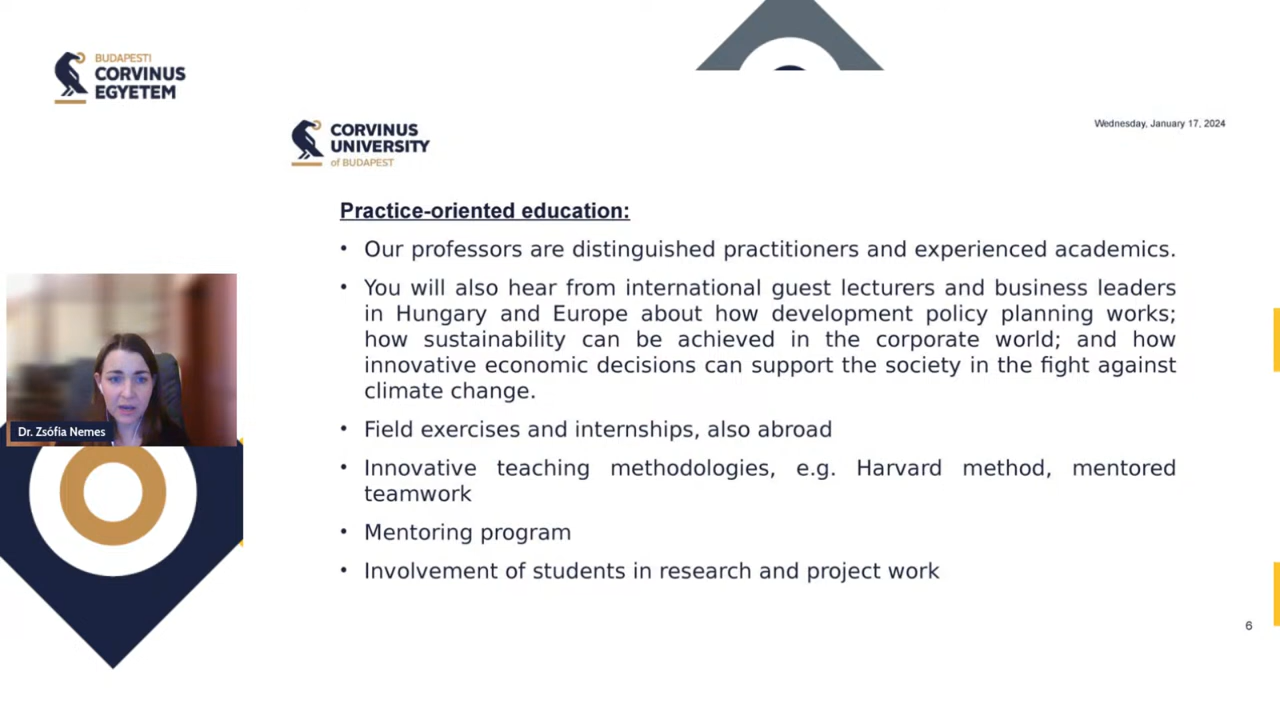 BUDAPESTI
CORVINUS
EGYETEM
CORVINUS
UNIVERSITY
of BUDAPEST
Wednesday, January 17, 2024
Practice-oriented education:
• Our professors are distinguished practitioners and experienced academics.
• You will also hear from international guest lecturers and business leaders
in Hungary and Europe about how development policy planning works;
how sustainability can be achieved in the corporate world; and how
innovative economic decisions can support the society in the fight against
climate change.
• Field exercises and internships, also abroad
• Innovative teaching methodologies, e.g. Harvard method, mentored
teamwork
• Mentoring program
• Involvement of students in research and project work
Dr. Zsófia Nemes
6